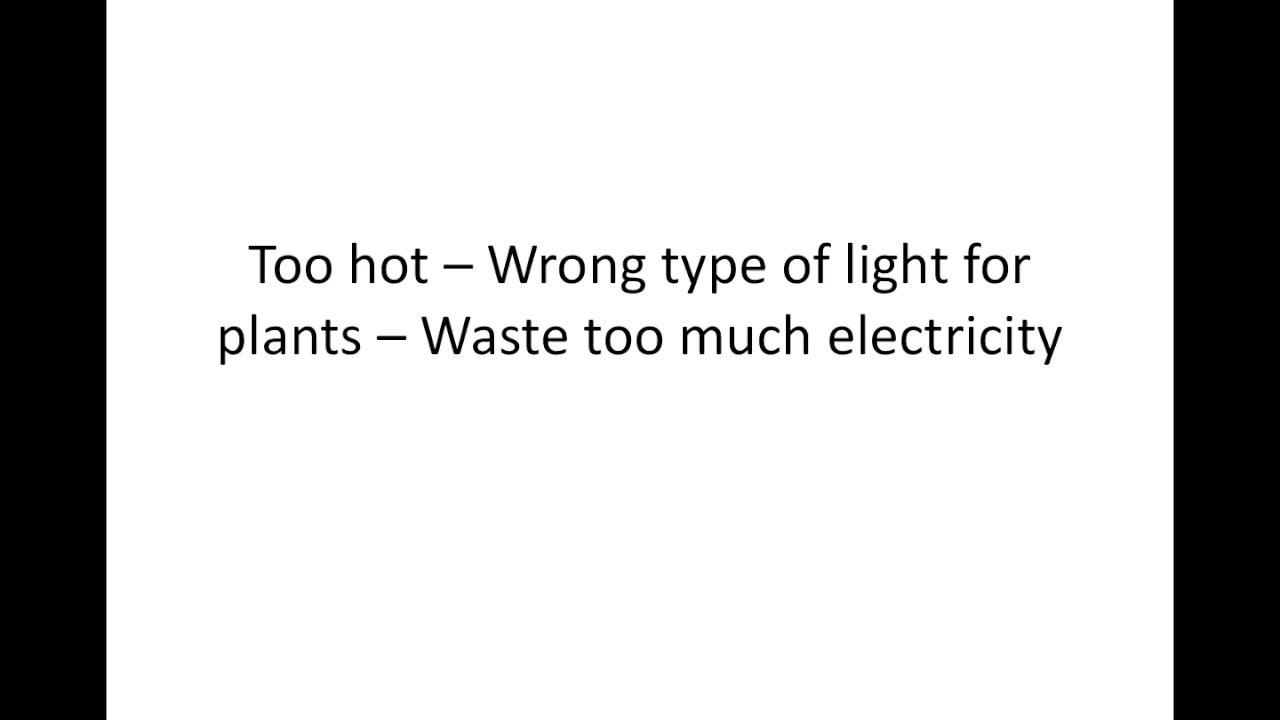 Too hot – Wrong type of light for
plants – Waste too much electricity